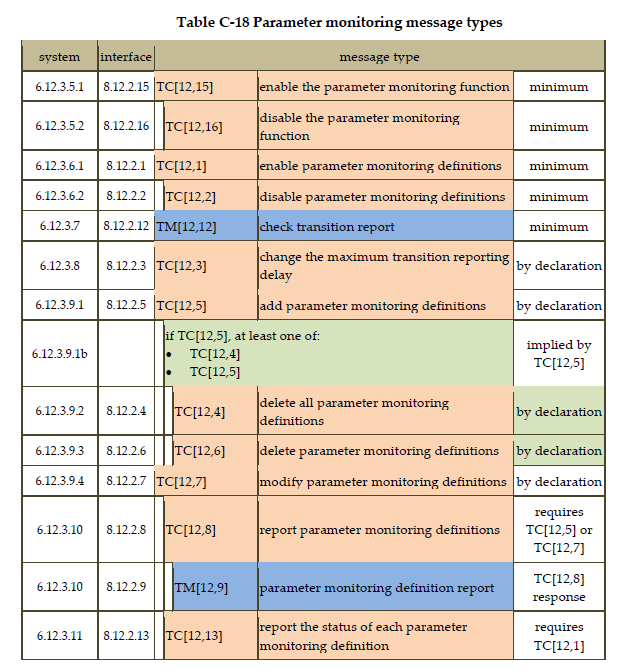 Table C-18 Parameter monitoring message types
system interface message type
6.12.3.5.1 8.12.2.15 TC[12,15] enable the parameter monitoring function minimum
6.12.3.5.2 8.12.2.16 TC[12,16] disable the parameter monitoring
function minimum
6.12.3.6.1 8.12.2.1 TC[12,1] enable parameter monitoring definitions minimum
6.12.3.6.2 8.12.2.2 TC[12,2] disable parameter monitoring definitions minimum
6.12.3.7 8.12.2.12 TM[12,12] check transition report minimum
6.12.3.8 8.12.2.3 TC[12,3] change the maximum transition reporting
delay by declaration
6.12.3.9.1 8.12.2.5 TC[12,5] add parameter monitoring definitions by declaration
6.12.3.9.1b if TC[12,5], at least one of:
• TC[12,4]
• TC[12,5]
implied by
TC[12,5]
6.12.3.9.2 8.12.2.4 TC[12,4] delete all parameter monitoring
definitions by declaration
6.12.3.9.3 8.12.2.6 TC[12,6] delete parameter monitoring definitions by declaration
6.12.3.9.4 8.12.2.7 TC[12,7] modify parameter monitoring definitions by declaration
6.12.3.10 8.12.2.8 TC[12,8] report parameter monitoring definitions requires
TC[12,5] or
TC[12,7]
6.12.3.10 8.12.2.9 TM[12,9] parameter monitoring definition report TC[12,8]
response
6.12.3.11 8.12.2.13 TC[12,13] report the status of each parameter
monitoring definition requires
TC[12,1]